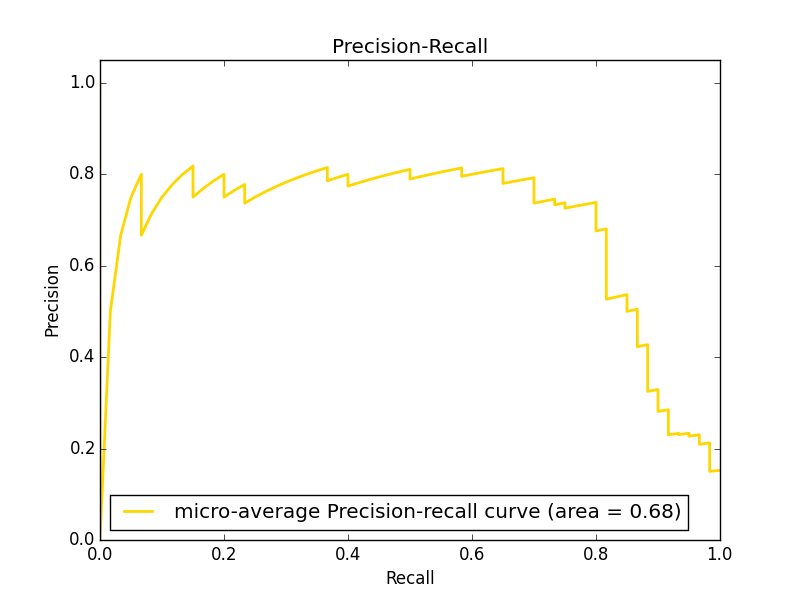 Precision-Recall
1.0
0.8
0.6
0.4
0.2
0.0
Precision
micro-average Precision-recall curve (area = 0.68)
0.0 0.2 0.4 0.6 0.8 1.0
Recall